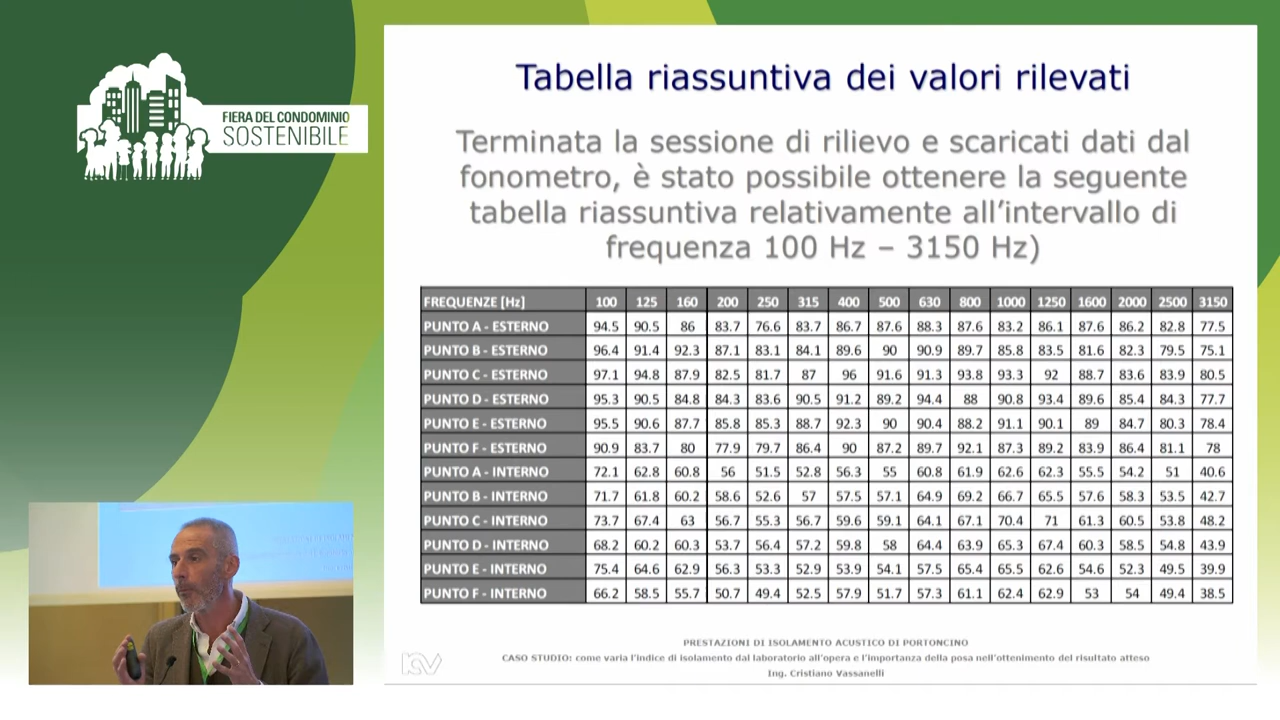 FIERA DEL CONDOMINIO
SOSTENIBILE
Tabella riassuntiva dei valori rilevati
Terminata la sessione di rilievo e scaricati dati dal
fonometro, è stato possibile ottenere la seguente
tabella riassuntiva relativamente all'intervallo di
frequenza 100 Hz – 3150 Hz)
FREQUENZE [Hz] 100 125 160 200 250 315 400 500 630 800 1000 1250 1600 2000 2500 3150
PUNTO A - ESTERNO 94.5 90.5 86 83.7 76.6 83.7 86.7 87.6 88.3 87.6 83.2 86.1 87.6 86.2 82.8 77.5
PUNTO B - ESTERNO 96.4 91.4 92.3 87.1 83.1 84.1 89.6 90 90.9 89.7 85.8 83.5 81.6 82.3 79.5 75.1
PUNTO C - ESTERNO 97.1 94.8 87.9 82.5 81.7 87 96 91.6 91.3 93.8 93.3 92 88.7 83.6 83.9 80.5
PUNTO D - ESTERNO 95.3 90.5 84.8 84.3 83.6 90.5 91.2 89.2 94.4 88 90.8 93.4 89.6 85.4 84.3 77.7
PUNTO E - ESTERNO 95.5 90.6 87.7 85.8 85.3 88.7 92.3 90 90.4 88.2 91.1 90.1 89 84.7 80.3 78.4
PUNTO F - ESTERNO 90.9 83.7 80 77.9 79.7 86.4 90 87.2 89.7 92.1 87.3 89.2 83.9 86.4 81.1 78
PUNTO A - INTERNO 72.1 62.8 60.8 56 51.5 52.8 56.3 55 60.8 61.9 62.6 62.3 55.5 54.2 51 40.6
PUNTO B - INTERNO 71.7 61.8 60.2 58.6 52.6 57 57.5 57.1 64.9 69.2 66.7 65.5 57.6 58.3 53.5 42.7
PUNTO C - INTERNO 73.7 67.4 63 56.7 55.3 56.7 59.6 59.1 64.1 67.1 70.4 71 61.3 60.5 53.8 48.2
PUNTO D - INTERNO 68.2 60.2 60.3 53.7 56.4 57.2 59.8 58 64.4 63.9 65.3 67.4 60.3 58.5 54.8 43.9
PUNTO E - INTERNO 75.4 64.6 62.9 56.3 53.3 52.9 53.9 54.1 57.5 65.4 65.5 62.6 54.6 52.3 49.5 39.9
PUNTO F - INTERNO 66.2 58.5 55.7 50.7 49.4 52.5 57.9 51.7 57.3 61.1 62.4 62.9 53 54 49.4 38.5
PRESTAZIONI DI ISOLAMENTO ACUSTICO DI PORTONCINO
CASO STUDIO: come varia l'indice di isolamento dal laboratorio all'opera e l'importanza della posa nell'ottenimento del risultato atteso
Ing. Cristiano Vassanelli